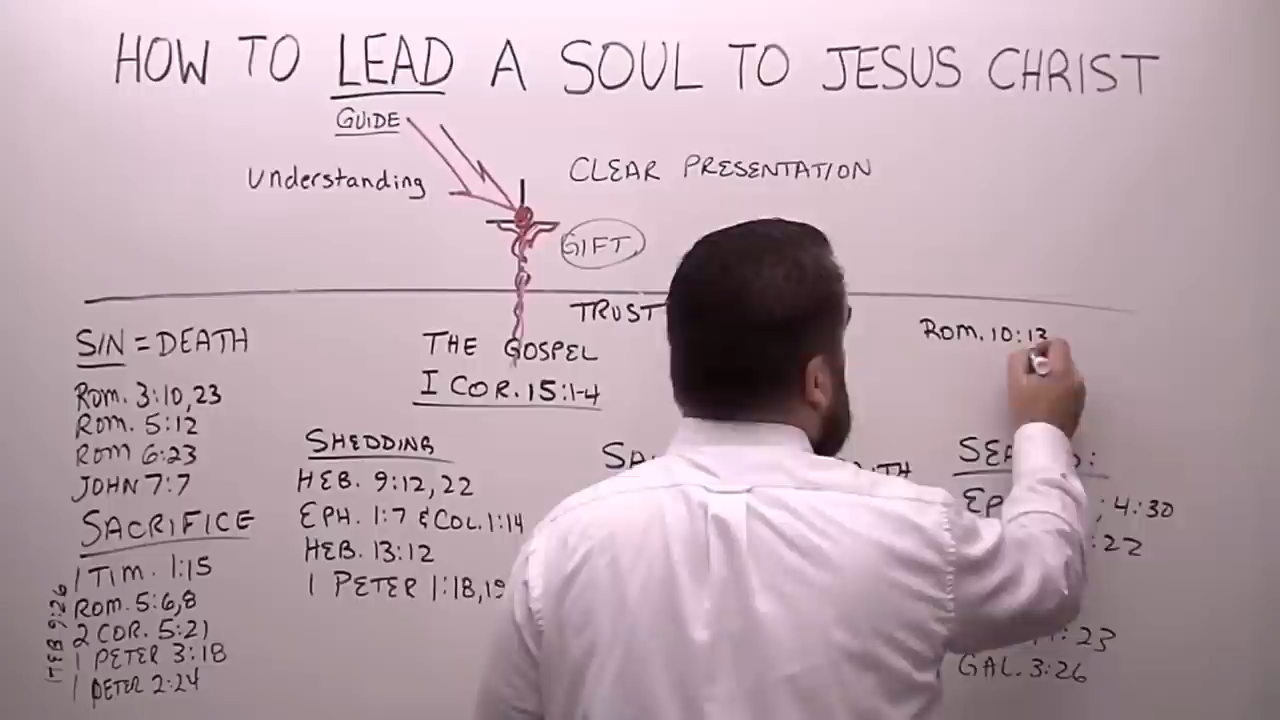 HOW TO LEAD A SOUL TO JESUS CHRIST
GUIDE
Understanding
CLEAR PRESENTATION
GIFT
TRUST
SIN = DEATH
Rom. 3:10,23
Rom. 5:12
Rom 6:23
JOHN 7:7
SACRIFICE
1 TIM. 1:15
Rom. 5:6,8
2 COR. 5:21
1 PETER 3:18
1 PETER 2:24
HEB 9:26
THE GOSPEL
I COR. 15:1-4
SHEDDING
HEB. 9:12,22
EPH. 1:7 & COL. 1:14
HEB. 13:12
1 PETER 1:18,19
Rom. 10:13
; 4:30
:22
:23
GAL. 3:26